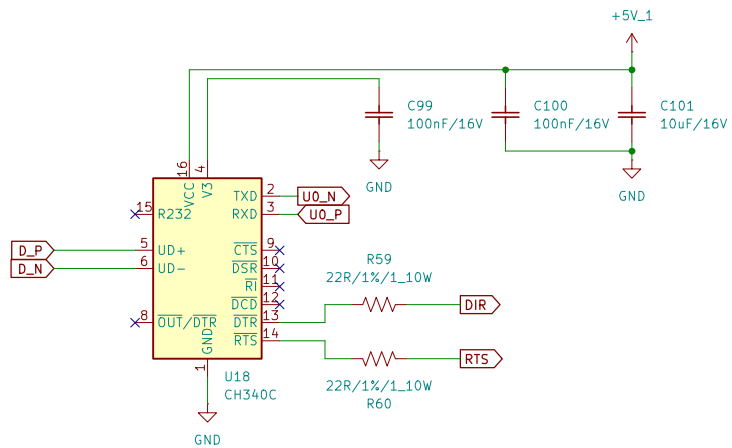 +5V_1
C99
100nF/16V
C100
100nF/16V
C101
10uF/16V
GND
GND
16
4
VCC
V3
15
R232
TXD
2
U0_N
RXD
3
U0_P
D_P
5
UD+
D_N
6
UD-
CTS
9
DSR
10
RI
11
DCD
12
8
OUT/DTR
DTR
13
RTS
14
GND
1
R59
22R/1%/1_10W
DIR
RTS
22R/1%/1_10W
R60
U18
CH340C
GND